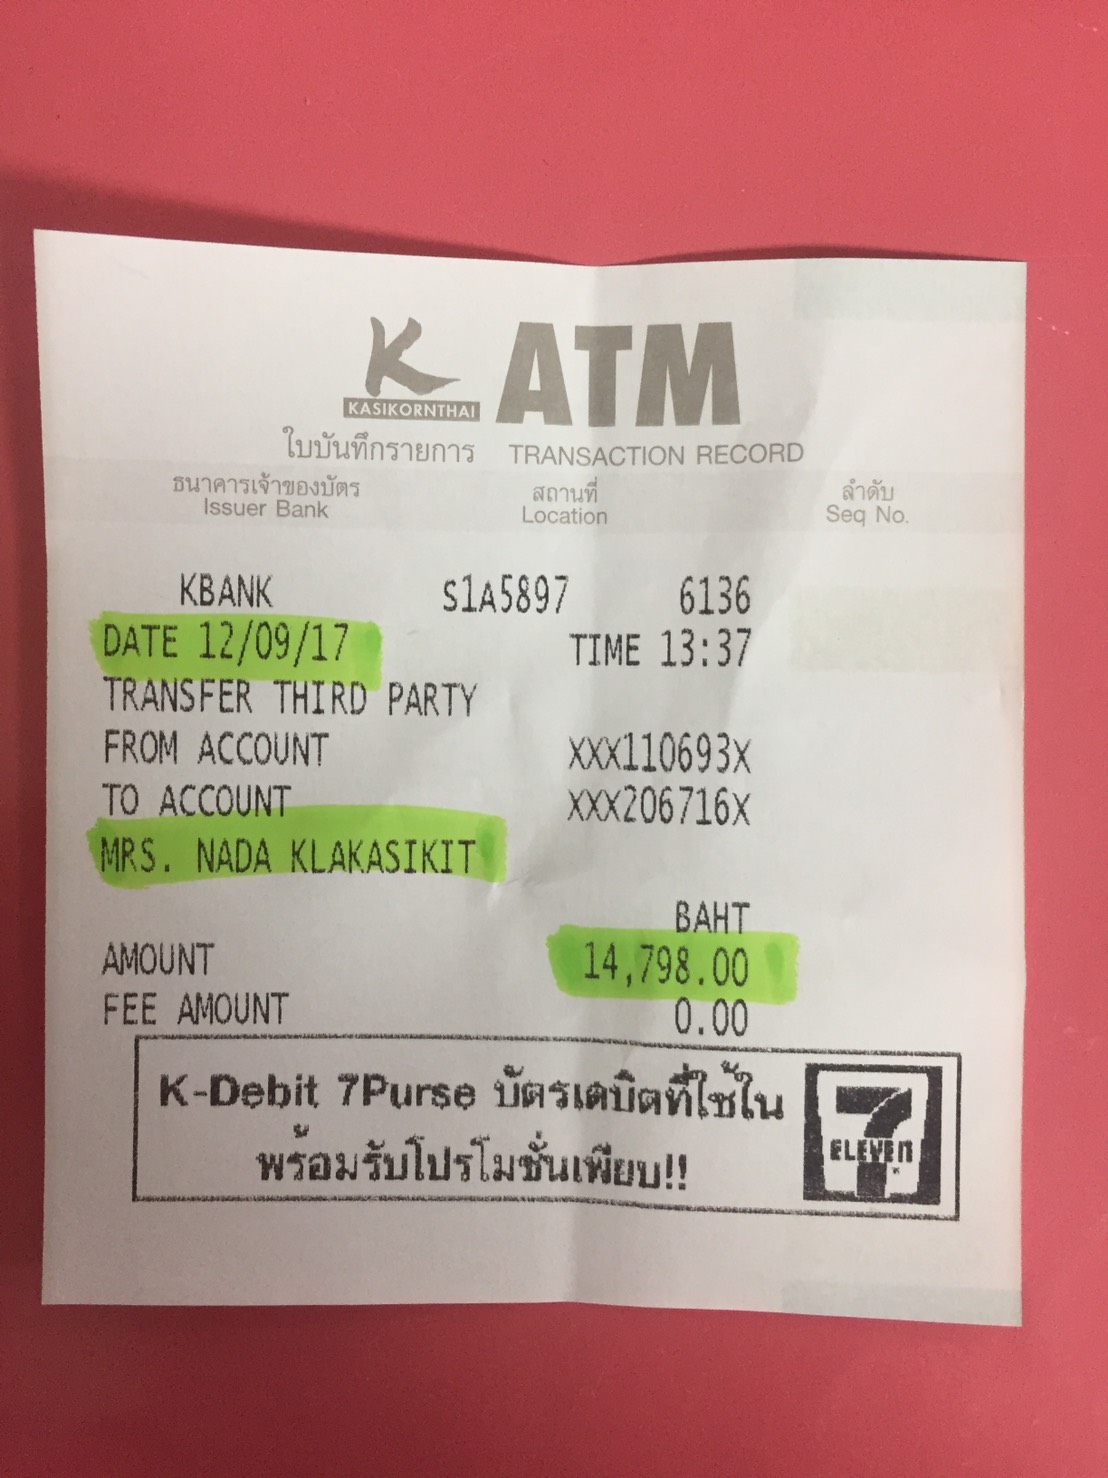 K ATM
KASIKORNTHAI
ใบบันทึกรายการ TRANSACTION RECORD
ธนาคารเจ้าของบัตร สถานที่ ลำดับ
Issuer Bank Location Seq No.
KBANK S1A5897 6136
DATE 12/09/17 TIME 13:37
TRANSFER THIRD PARTY
FROM ACCOUNT XXX110693X
TO ACCOUNT XXX206716X
MRS. NADA KLAKASIKIT
BAHT
AMOUNT 14,798.00
FEE AMOUNT 0.00
K-Debit 7Purse บัตรเดบิตที่ใช้ใน
พร้อมรับโปรโมชั่นเพียบ!!
7 ELEVEn